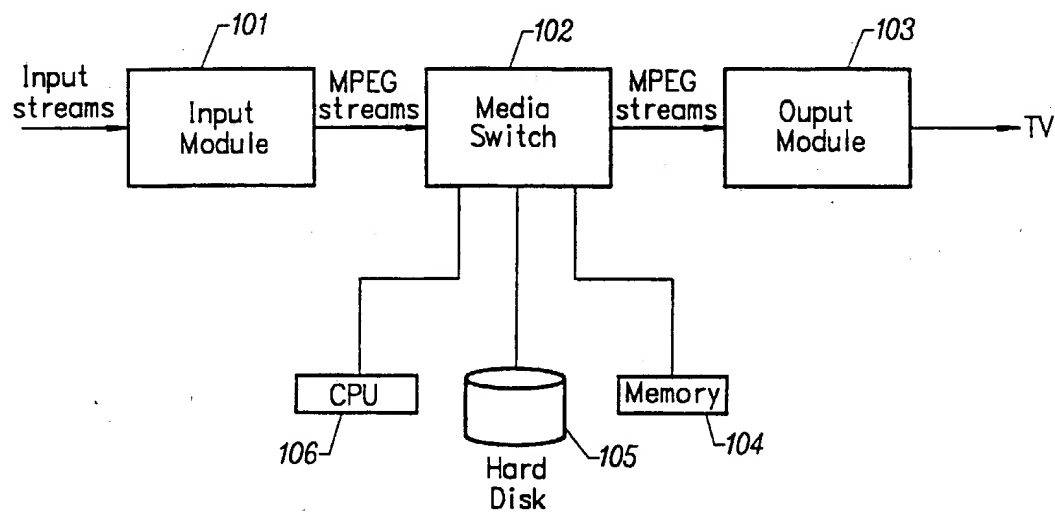 101
102
103
Input
streams
Input
Module
MPEG
streams
Media
Switch
MPEG
streams
Ouput
Module
TV
CPU
106
Hard
Disk
105
Memory
104